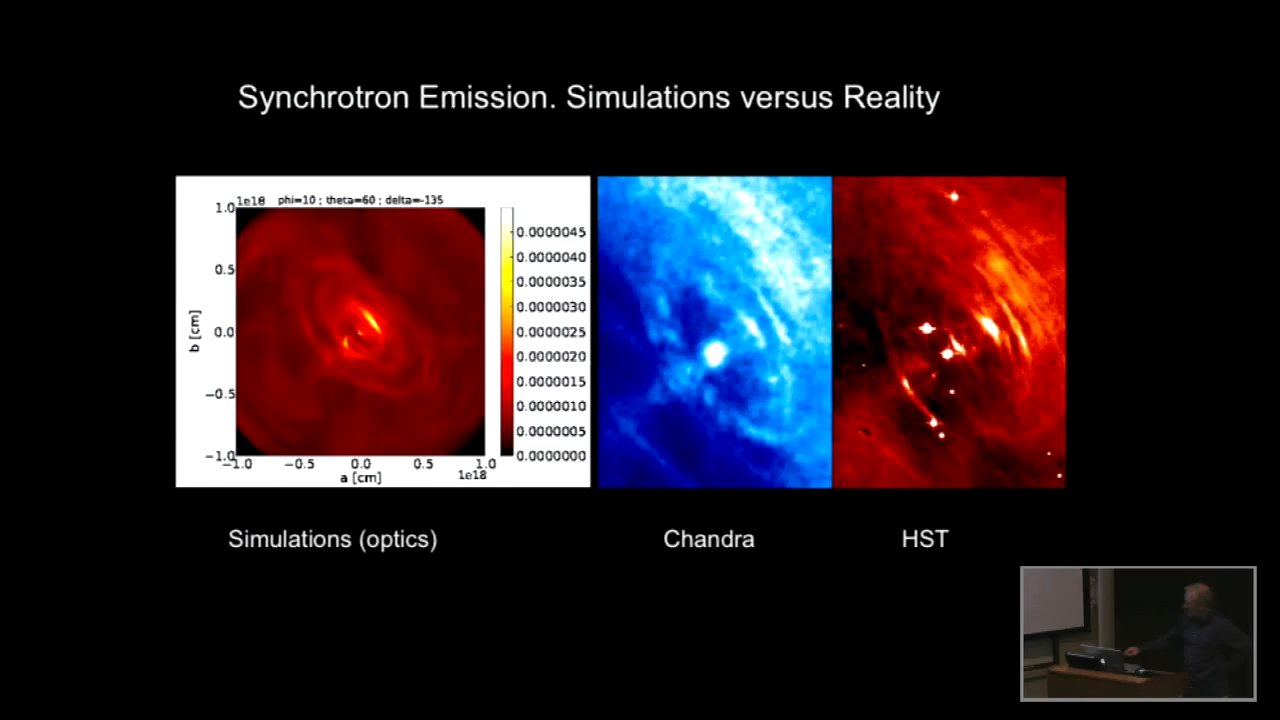 Synchrotron Emission. Simulations versus Reality
1e18 phi=10 ; theta=60 ; delta=-135
1.0
0.5
0.0
−0.5
−1.0
b [cm]
−1.0 −0.5 0.0 0.5 1.0
a [cm] 1e18
0.0000045
0.0000040
0.0000035
0.0000030
0.0000025
0.0000020
0.0000015
0.0000010
0.0000005
0.0000000
Simulations (optics) Chandra HST